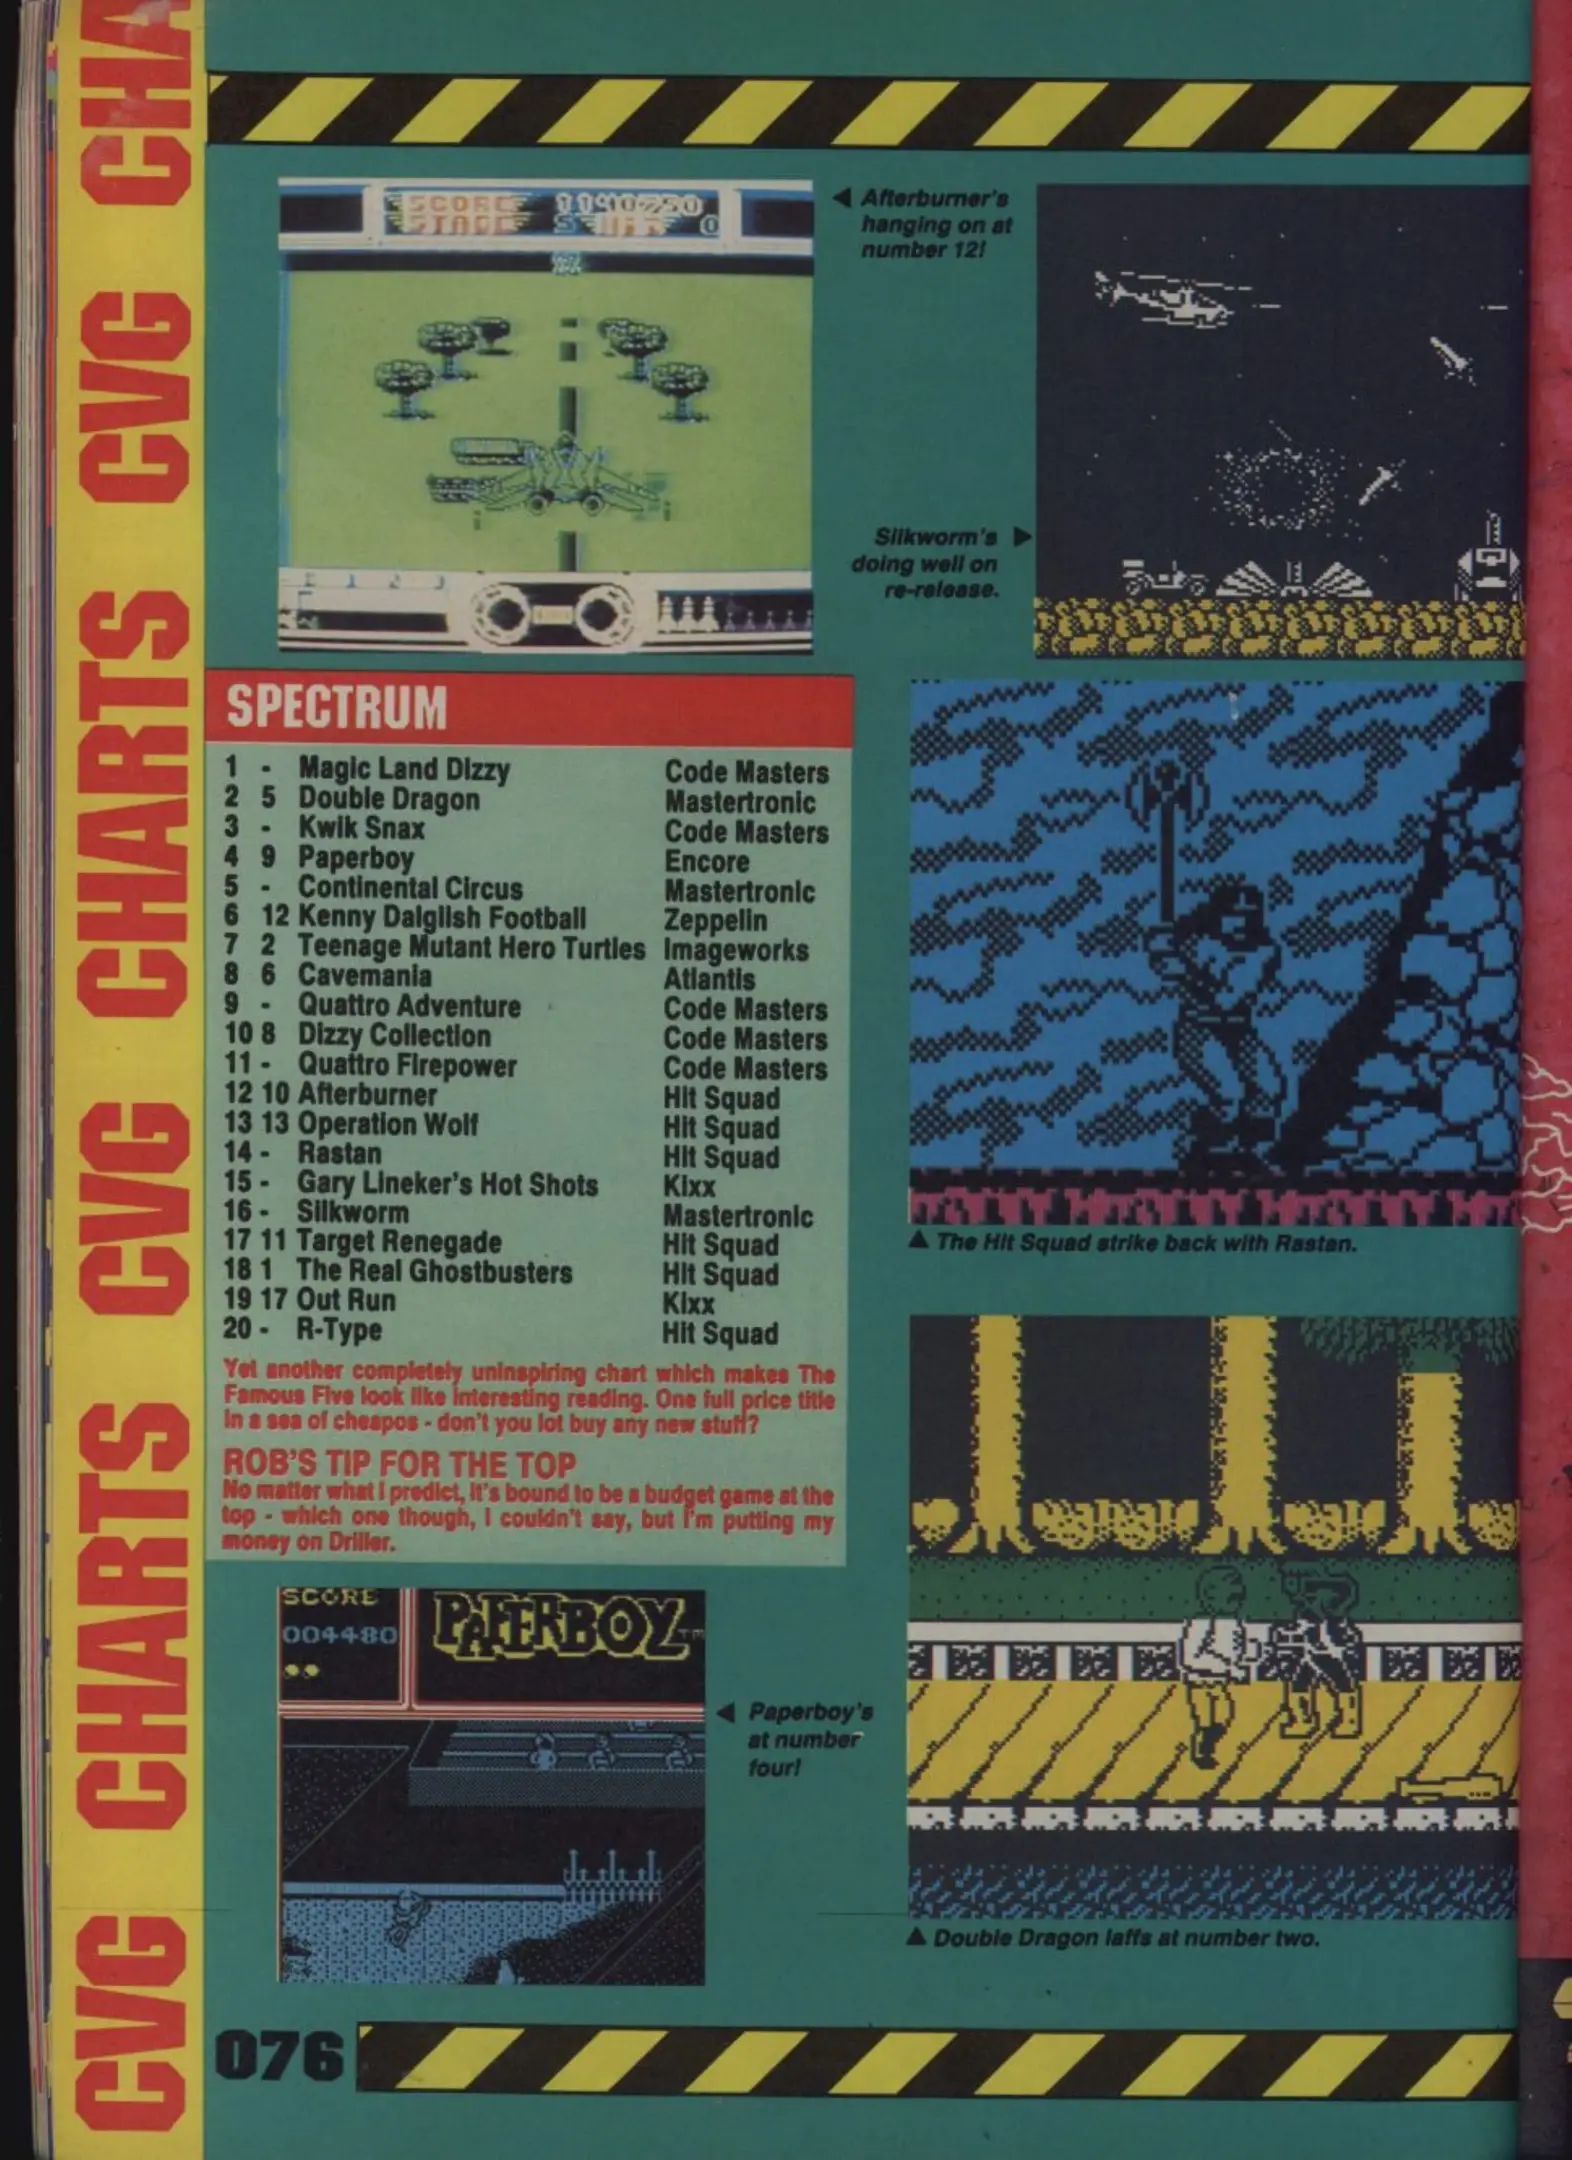 CVG CHARTS CVG CHARTS CVG CHA
SCORE 1140750
STAGE 5 HIT 0
◀ Afterburner's
hanging on at
number 12!
Silkworm's ▶
doing well on
re-release.
SPECTRUM
1 - Magic Land Dizzy Code Masters
2 5 Double Dragon Mastertronic
3 - Kwik Snax Code Masters
4 9 Paperboy Encore
5 - Continental Circus Mastertronic
6 12 Kenny Dalglish Football Zeppelin
7 2 Teenage Mutant Hero Turtles Imageworks
8 6 Cavemania Atlantis
9 - Quattro Adventure Code Masters
10 8 Dizzy Collection Code Masters
11 - Quattro Firepower Code Masters
12 10 Afterburner Hit Squad
13 13 Operation Wolf Hit Squad
14 - Rastan Hit Squad
15 - Gary Lineker's Hot Shots Kixx
16 - Silkworm Mastertronic
17 11 Target Renegade Hit Squad
18 1 The Real Ghostbusters Hit Squad
19 17 Out Run Kixx
20 - R-Type Hit Squad
Yet another completely uninspiring chart which makes The
Famous Five look like interesting reading. One full price title
in a sea of cheapos - don't you lot buy any new stuff?
ROB'S TIP FOR THE TOP
No matter what I predict, it's bound to be a budget game at the
top - which one though, I couldn't say, but I'm putting my
money on Driller.
▲ The Hit Squad strike back with Rastan.
SCORE
004480
PAPERBOY TM
◀ Paperboy's
at number
four!
▲ Double Dragon laffs at number two.
076